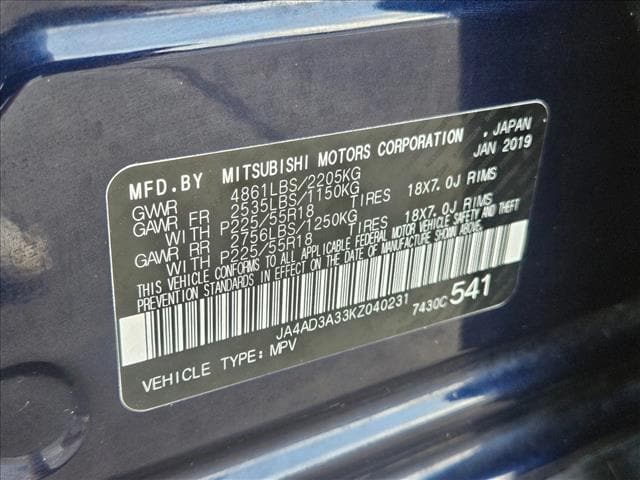 MFD.BY MITSUBISHI MOTORS CORPORATION , JAPAN
JAN 2019
GVWR 4861LBS/2205KG
GAWR FR 2535LBS/1150KG
WITH P225/55R18 TIRES 18X7.0J RIMS
GAWR RR 2756LBS/1250KG
WITH P225/55R18 TIRES 18X7.0J RIMS
THIS VEHICLE CONFORMS TO ALL APPLICABLE FEDERAL MOTOR VEHICLE SAFETY AND THEFT
PREVENTION STANDARDS IN EFFECT ON THE DATE OF MANUFACTURE SHOWN ABOVE.
JA4AD3A33KZ040231 7430C 541
VEHICLE TYPE: MPV